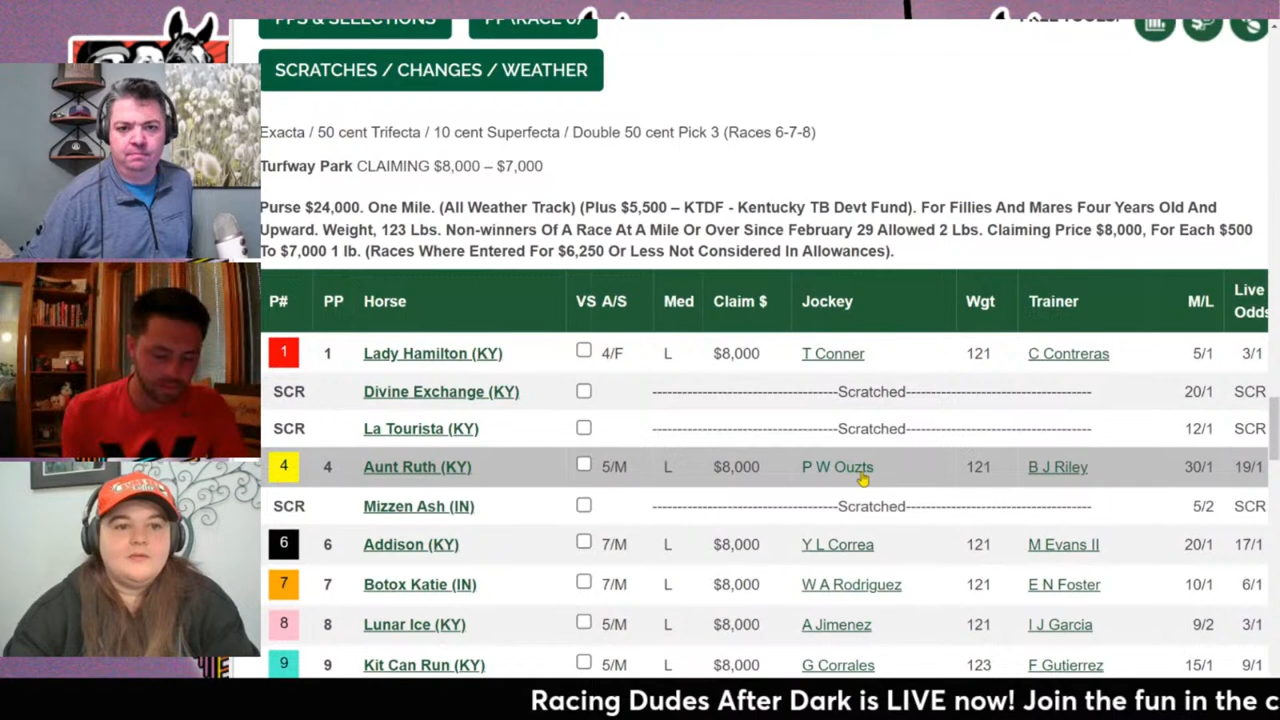 PPS & SELECTIONS
SCRATCHES / CHANGES / WEATHER
Exacta / 50 cent Trifecta / 10 cent Superfecta / Double 50 cent Pick 3 (Races 6-7-8)
Turfway Park CLAIMING $8,000 – $7,000
Purse $24,000. One Mile. (All Weather Track) (Plus $5,500 – KTDF - Kentucky TB Devt Fund). For Fillies And Mares Four Years Old And
Upward. Weight, 123 Lbs. Non-winners Of A Race At A Mile Or Over Since February 29 Allowed 2 Lbs. Claiming Price $8,000, For Each $500
To $7,000 1 lb. (Races Where Entered For $6,250 Or Less Not Considered In Allowances).
P# PP Horse VS A/S Med Claim $ Jockey Wgt Trainer M/L Live Odds
1 1 Lady Hamilton (KY) 4/F L $8,000 T Conner 121 C Contreras 5/1 3/1
SCR Divine Exchange (KY) ---Scratched--- 20/1 SCR
SCR La Tourista (KY) ---Scratched--- 12/1 SCR
4 4 Aunt Ruth (KY) 5/M L $8,000 P W Ouzts 121 B J Riley 30/1 19/1
SCR Mizzen Ash (IN) ---Scratched--- 5/2 SCR
6 6 Addison (KY) 7/M L $8,000 Y L Correa 121 M Evans II 20/1 17/1
7 7 Botox Katie (IN) 7/M L $8,000 W A Rodriguez 121 E N Foster 10/1 6/1
8 8 Lunar Ice (KY) 5/M L $8,000 A Jimenez 121 I J Garcia 9/2 3/1
9 9 Kit Can Run (KY) 5/M L $8,000 G Corrales 123 F Gutierrez 15/1 9/1
Racing Dudes After Dark is LIVE now! Join the fun in the c